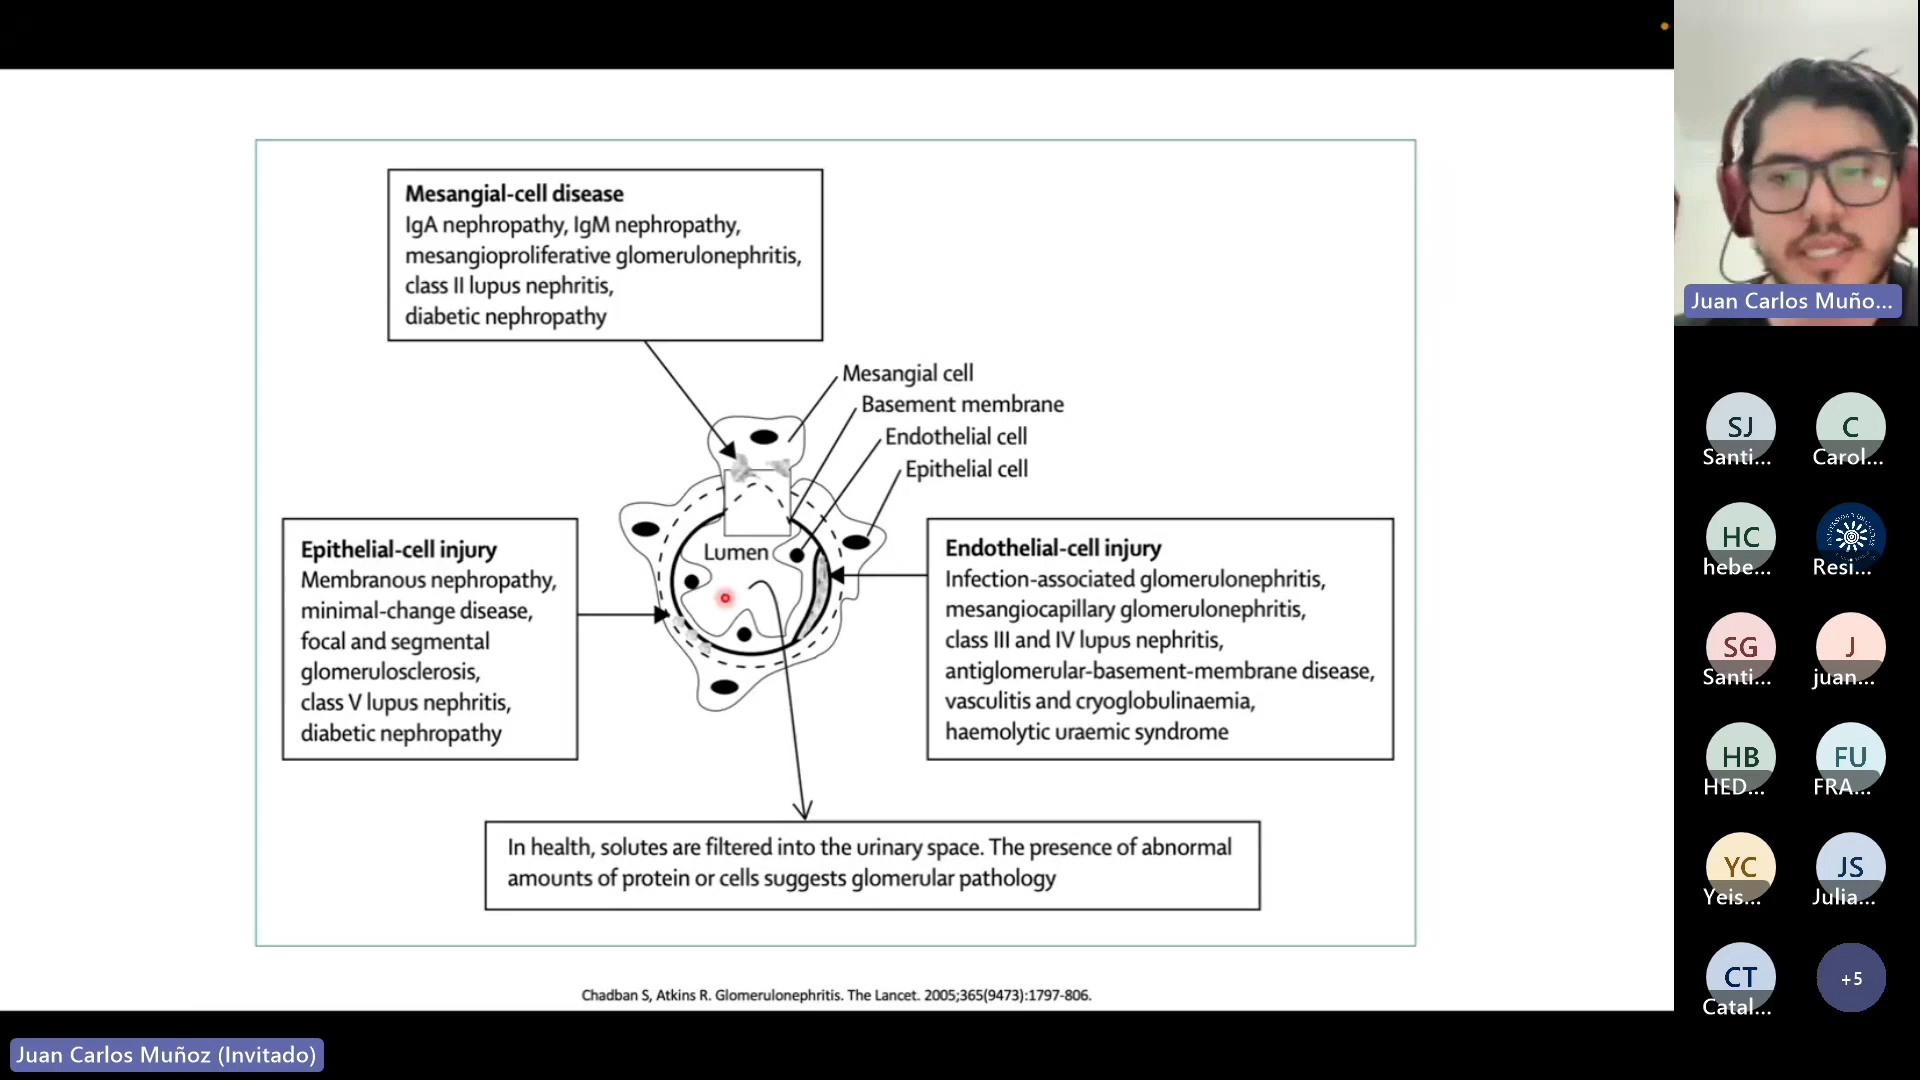 Mesangial-cell disease
IgA nephropathy, IgM nephropathy,
mesangioproliferative glomerulonephritis,
class II lupus nephritis,
diabetic nephropathy
Mesangial cell
Basement membrane
Endothelial cell
Epithelial cell
Lumen
Epithelial-cell injury
Membranous nephropathy,
minimal-change disease,
focal and segmental
glomerulosclerosis,
class V lupus nephritis,
diabetic nephropathy
Endothelial-cell injury
Infection-associated glomerulonephritis,
mesangiocapillary glomerulonephritis,
class III and IV lupus nephritis,
antiglomerular-basement-membrane disease,
vasculitis and cryoglobulinaemia,
haemolytic uraemic syndrome
In health, solutes are filtered into the urinary space. The presence of abnormal
amounts of protein or cells suggests glomerular pathology
Chadban S, Atkins R. Glomerulonephritis. The Lancet. 2005;365(9473):1797-806.
Juan Carlos Muñoz (Invitado)
Juan Carlos Muño...
SJ
Santi...
C
Carol...
HC
hebe...
Resi...
SG
Santi...
J
juan...
HB
HED...
FU
FRA...
YC
Yeis...
JS
Julia...
CT
Catal...
+5